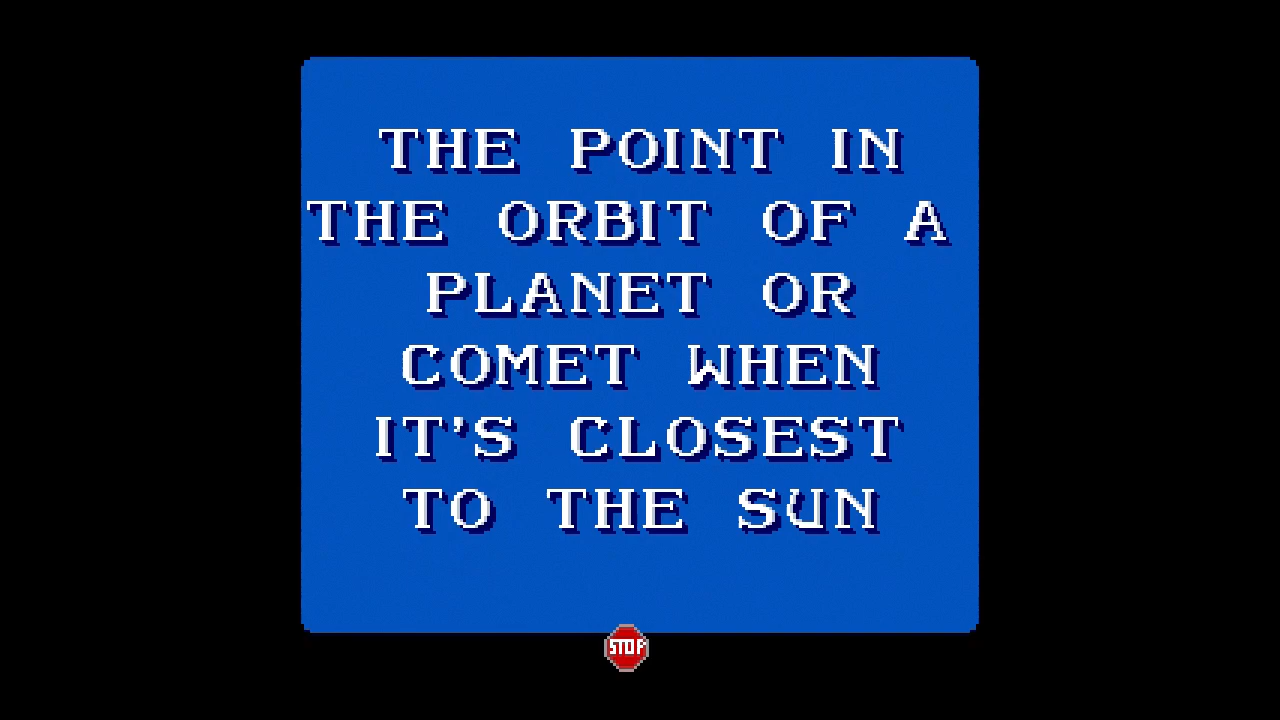 THE POINT IN
THE ORBIT OF A
PLANET OR
COMET WHEN
IT'S CLOSEST
TO THE SUN
STOP